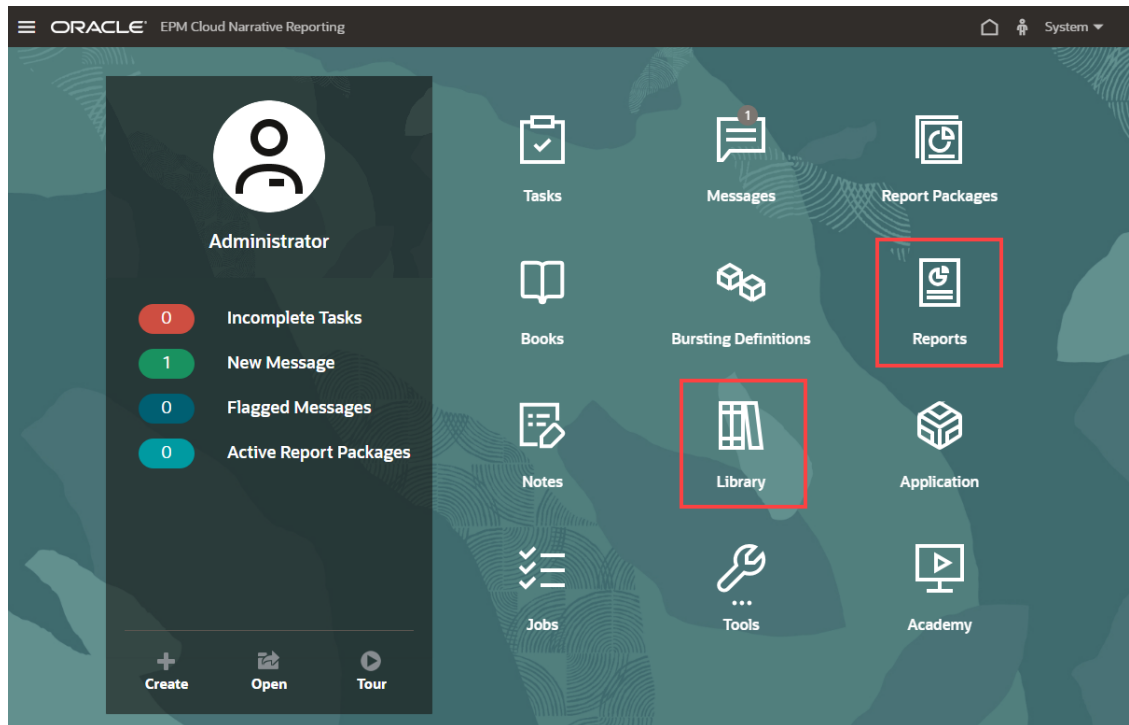 ORACLE EPM Cloud Narrative Reporting
System
Administrator
0 Incomplete Tasks
1 New Message
0 Flagged Messages
0 Active Report Packages
Create Open Tour
1
Tasks Messages Report Packages
Books Bursting Definitions Reports
Notes Library Application
Jobs Tools Academy